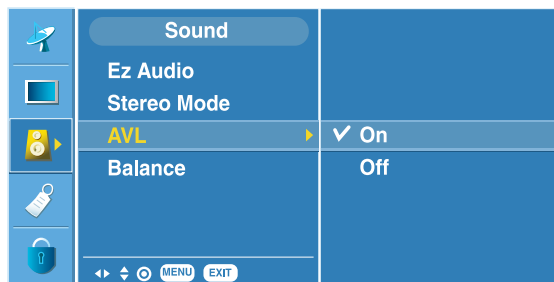 Sound
Ez Audio
Stereo Mode
AVL
Balance
On
Off
MENU EXIT